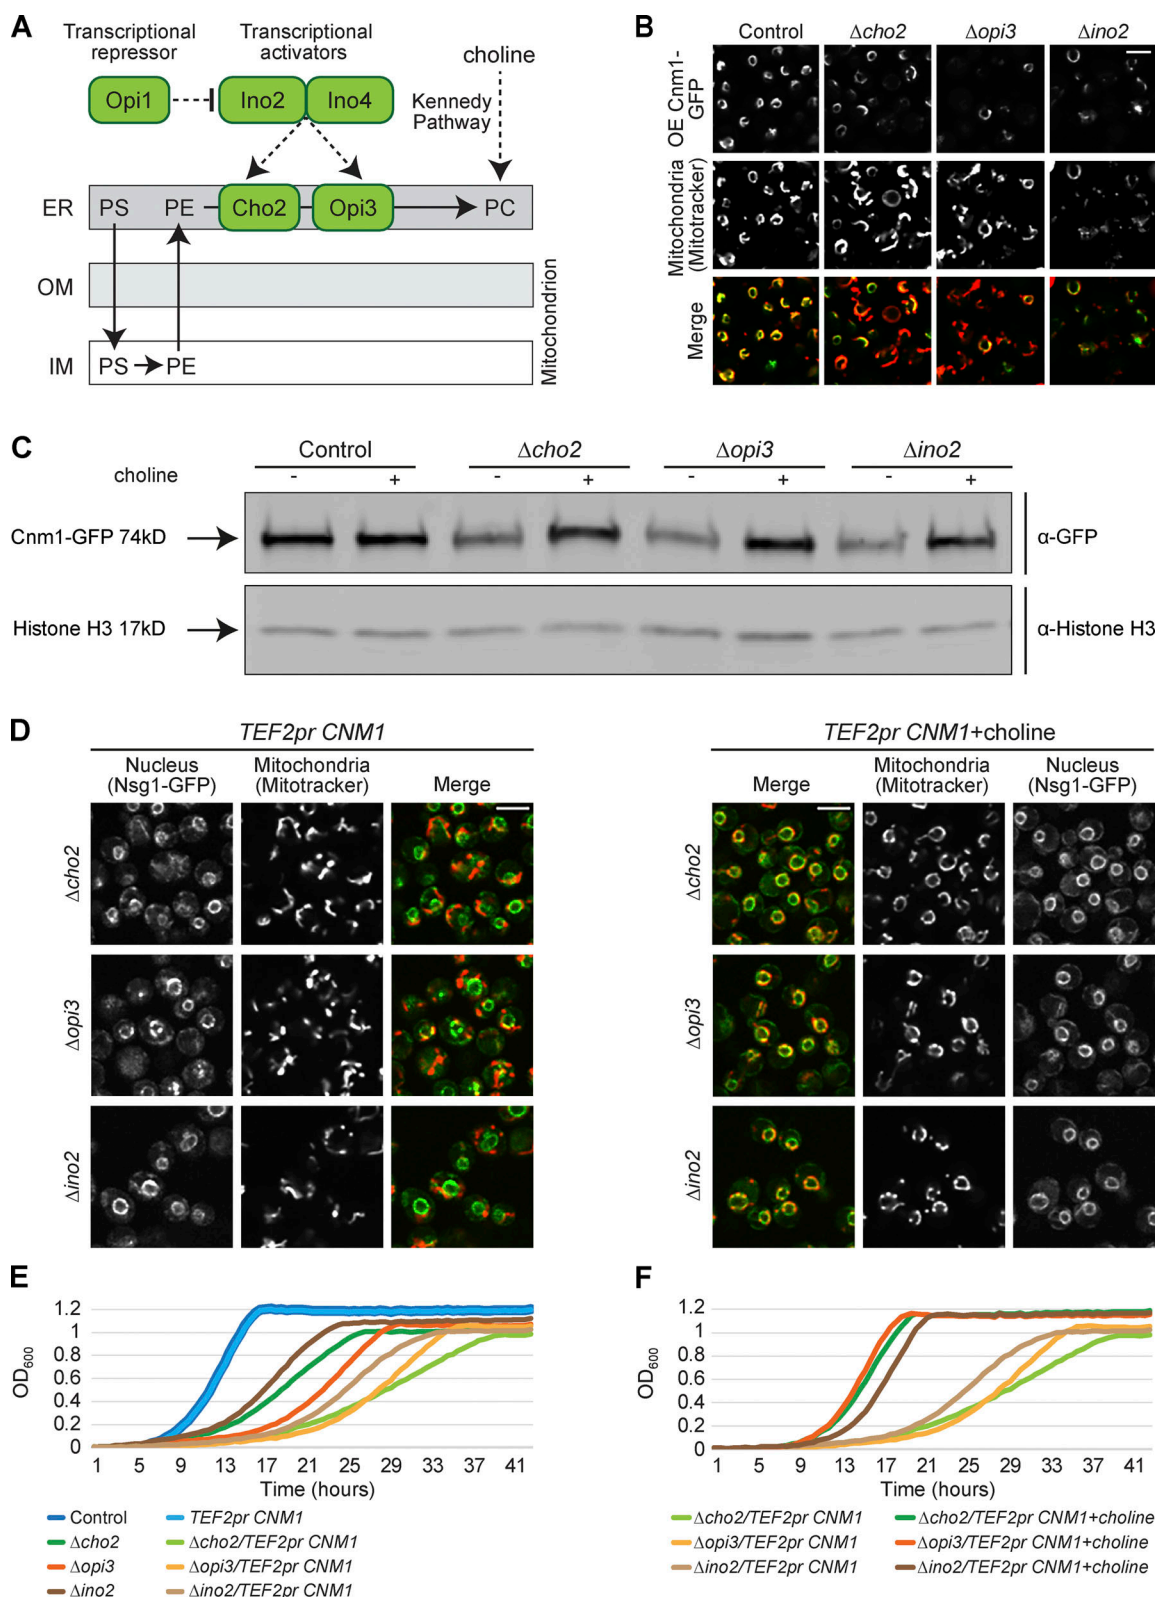 A
Transcriptional repressor
Transcriptional activators
choline
Opi1
Ino2
Ino4
Kennedy Pathway
ER
PS
PE
Cho2
Opi3
PC
OM
IM
PS
PE
Mitochondrion
B
Control
Δcho2
Δopi3
Δino2
OE Cnm1-GFP
Mitochondria (Mitotracker)
Merge
C
Control
Δcho2
Δopi3
Δino2
choline
- + - + - + - +
Cnm1-GFP 74kD
α-GFP
Histone H3 17kD
α-Histone H3
D
TEF2pr CNM1
Nucleus (Nsg1-GFP)
Mitochondria (Mitotracker)
Merge
Δcho2
Δopi3
Δino2
TEF2pr CNM1+choline
Merge
Mitochondria (Mitotracker)
Nucleus (Nsg1-GFP)
Δcho2
Δopi3
Δino2
E
OD600
1.2
1
0.8
0.6
0.4
0.2
0
1 5 9 13 17 21 25 29 33 37 41
Time (hours)
Control
TEF2pr CNM1
Δcho2
Δcho2/TEF2pr CNM1
Δopi3
Δopi3/TEF2pr CNM1
Δino2
Δino2/TEF2pr CNM1
F
OD600
1.2
1
0.8
0.6
0.4
0.2
0
1 5 9 13 17 21 25 29 33 37 41
Time (hours)
Δcho2/TEF2pr CNM1
Δcho2/TEF2pr CNM1+choline
Δopi3/TEF2pr CNM1
Δopi3/TEF2pr CNM1+choline
Δino2/TEF2pr CNM1
Δino2/TEF2pr CNM1+choline